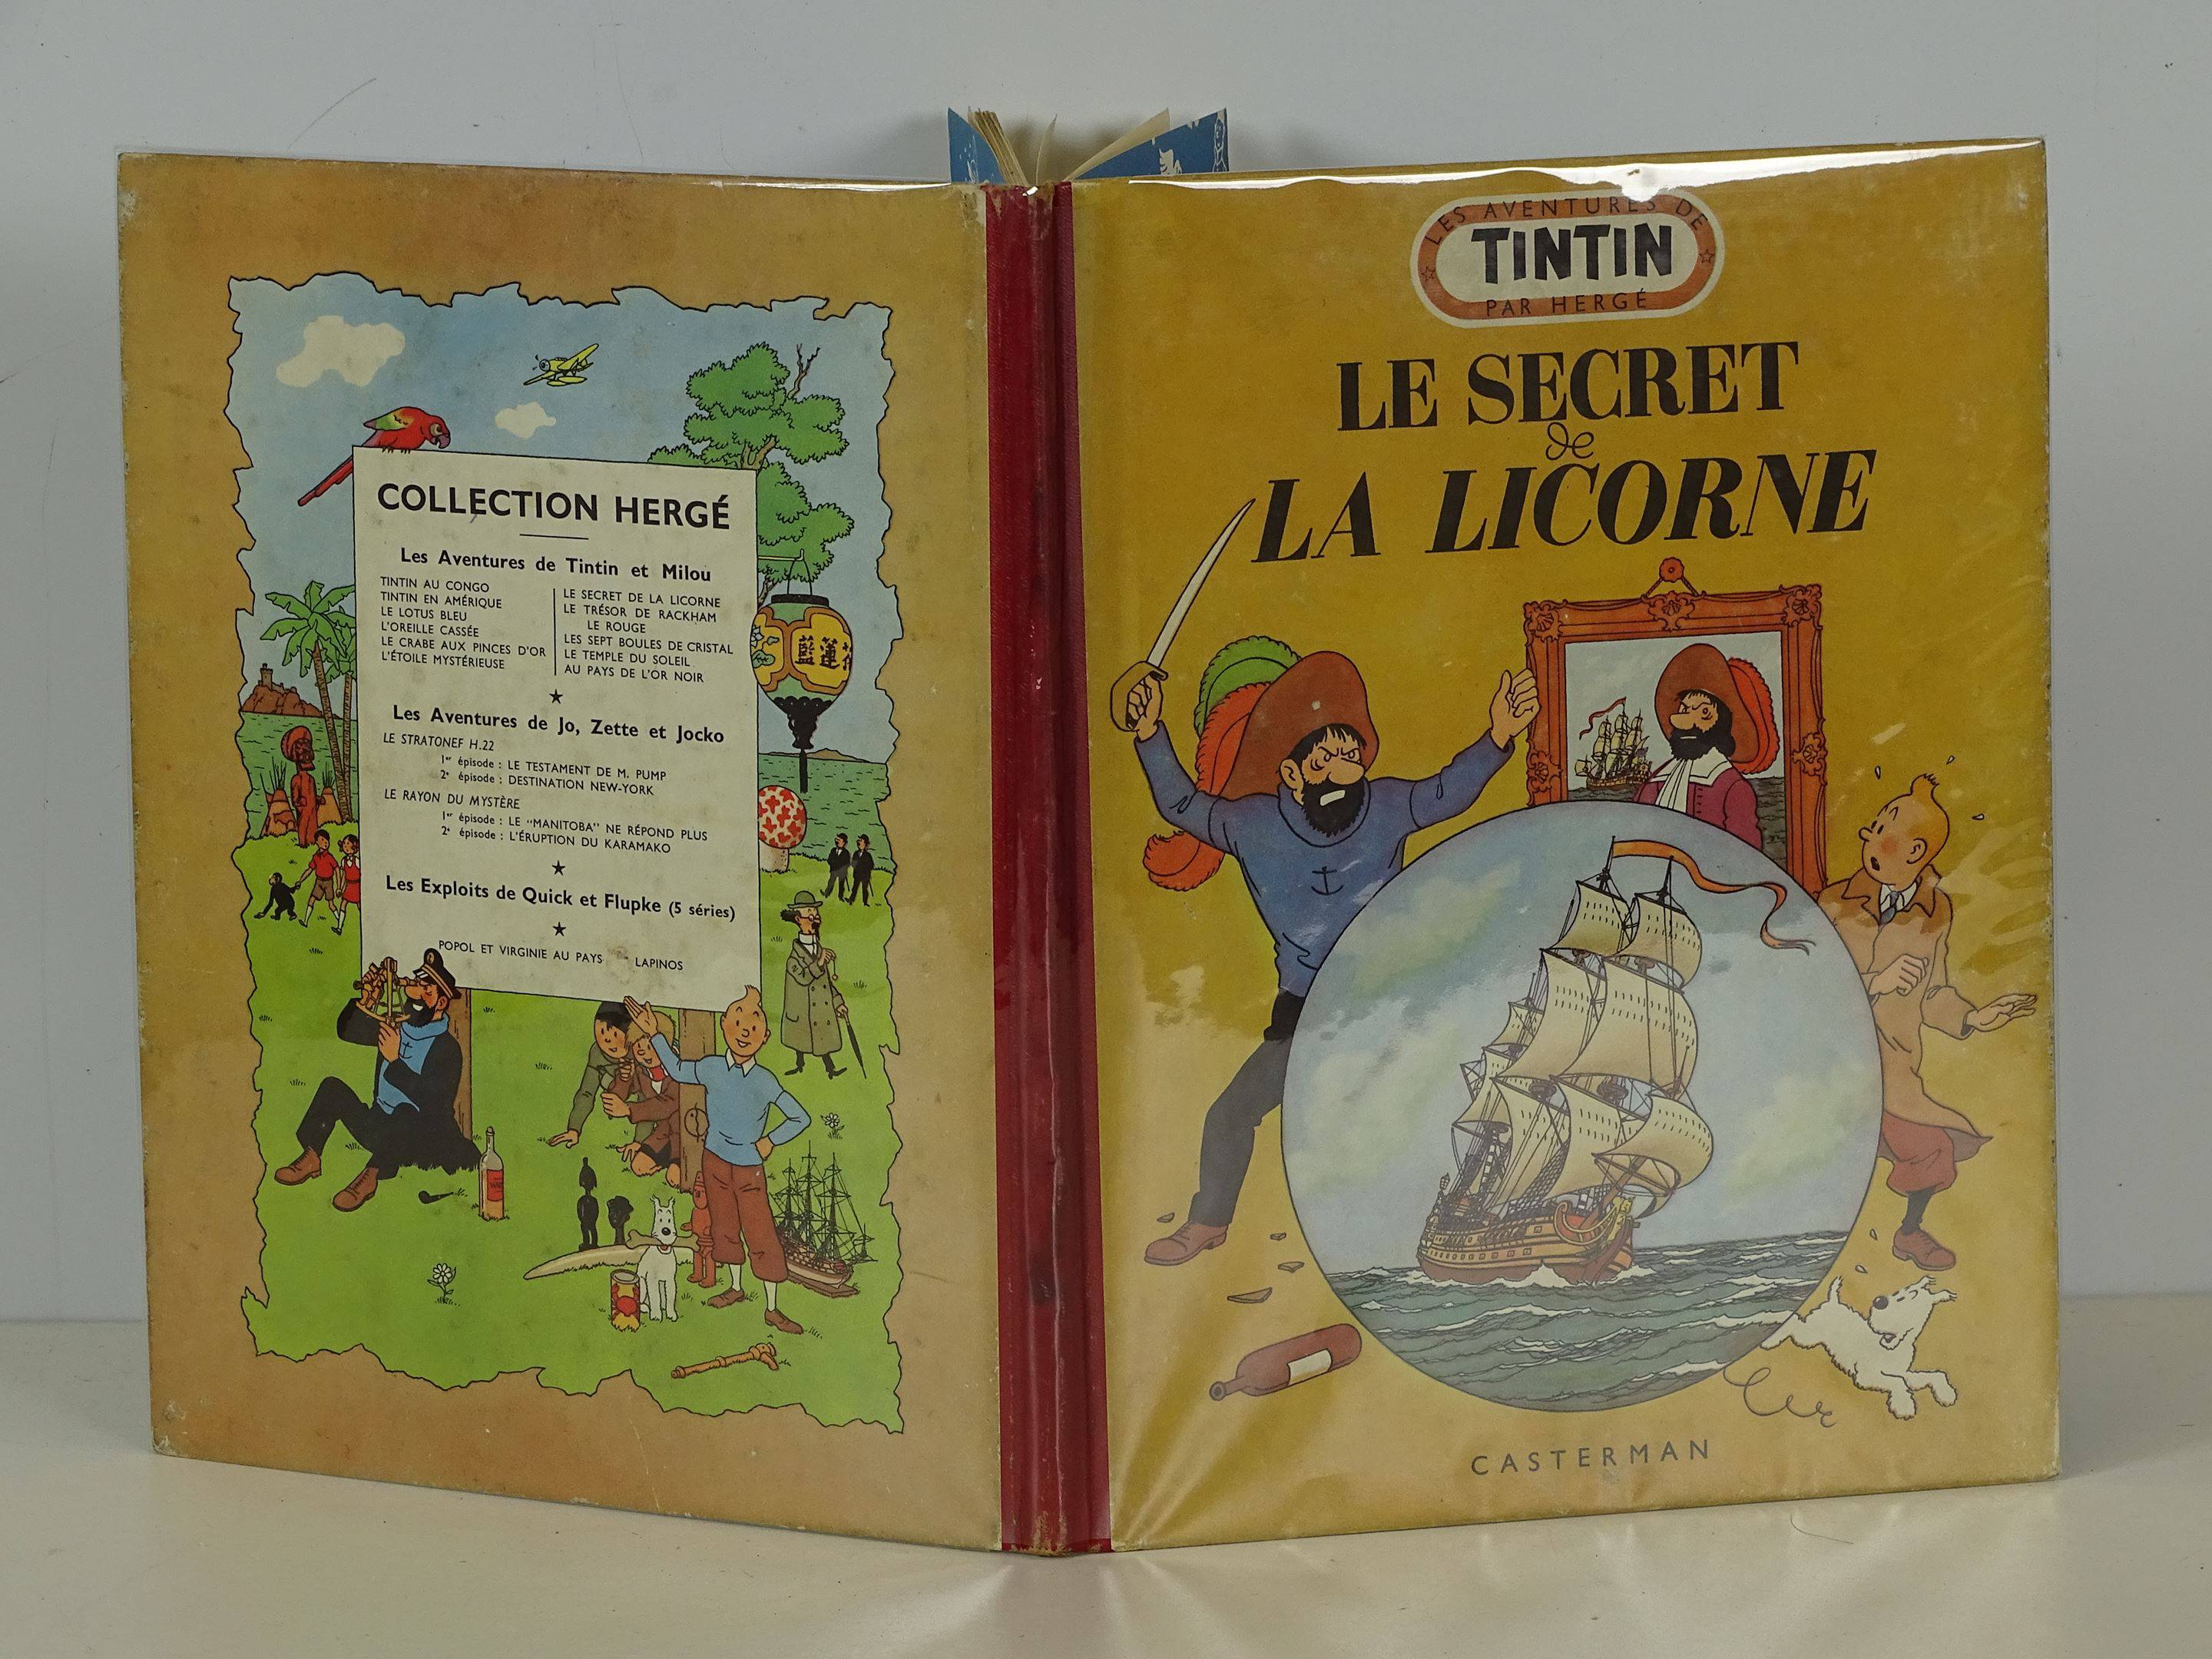 COLLECTION HERGÉ
Les Aventures de Tintin et Milou
TINTIN AU CONGO
TINTIN EN AMÉRIQUE
LE LOTUS BLEU
L'OREILLE CASSÉE
LE CRABE AUX PINCES D'OR
L'ÉTOILE MYSTÉRIEUSE
LE SECRET DE LA LICORNE
LE TRÉSOR DE RACKHAM
LE ROUGE
LES SEPT BOULES DE CRISTAL
LE TEMPLE DU SOLEIL
AU PAYS DE L'OR NOIR
Les Aventures de Jo, Zette et Jocko
LE STRATONEF H.22
1er épisode : LE TESTAMENT DE M. PUMP
2e épisode : DESTINATION NEW-YORK
LE RAYON DU MYSTÈRE
1er épisode : LE "MANITOBA" NE RÉPOND PLUS
2e épisode : L'ÉRUPTION DU KARAMAKO
Les Exploits de Quick et Flupke (5 séries)
POPOL ET VIRGINIE AU PAYS LAPINOS
LES AVENTURES DE
TINTIN
PAR HERGÉ
LE SECRET
de
LA LICORNE
CASTERMAN